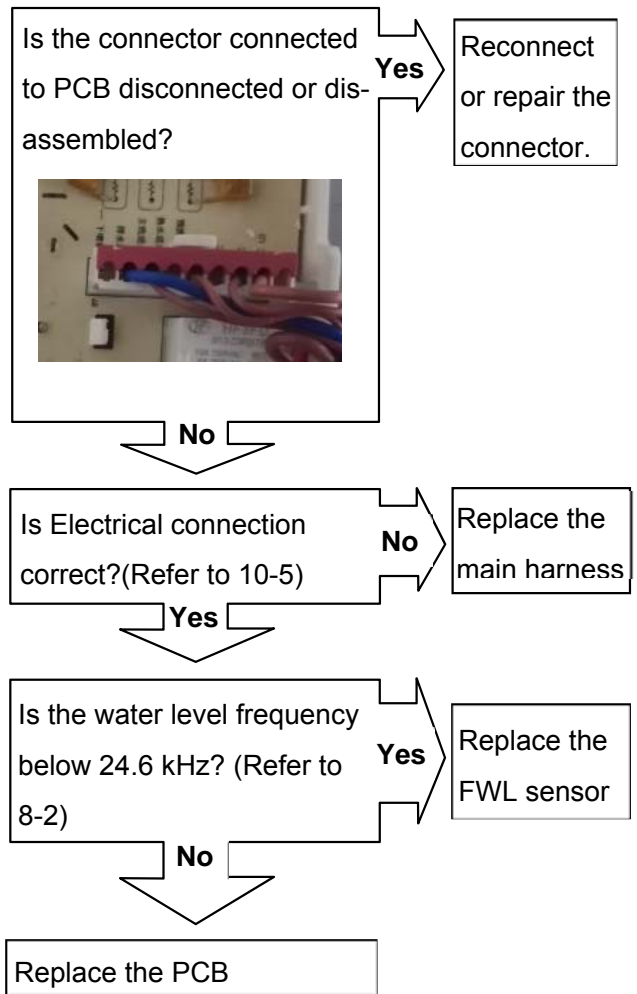 Is the connector connected
to PCB disconnected or dis-
assembled?
Yes
Reconnect
or repair the
connector.
No
Is Electrical connection
correct?(Refer to 10-5)
No
Replace the
main harness
Yes
Is the water level frequency
below 24.6 kHz? (Refer to
8-2)
Yes
Replace the
FWL sensor
No
Replace the PCB